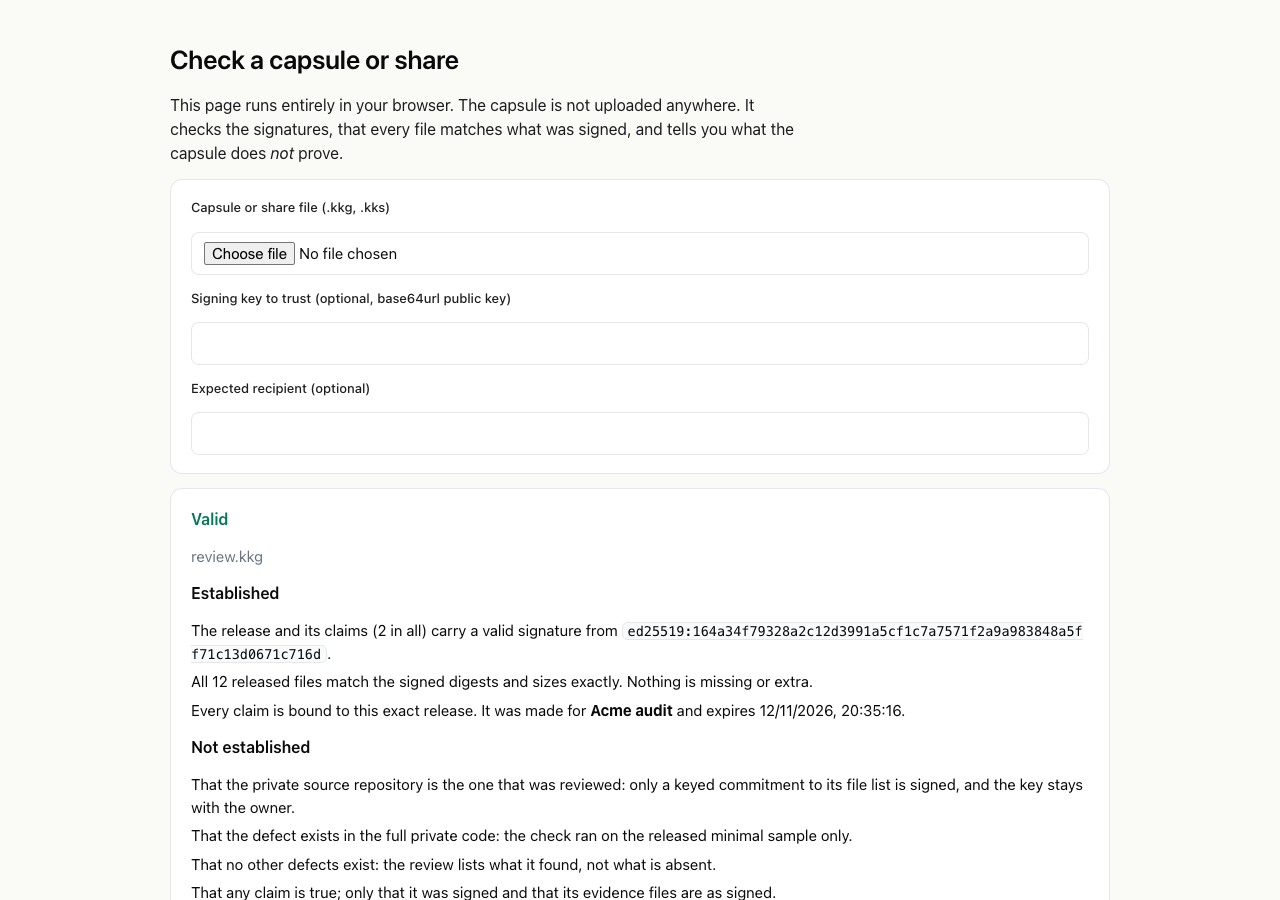 Check a capsule or share
This page runs entirely in your browser. The capsule is not uploaded anywhere. It
checks the signatures, that every file matches what was signed, and tells you what the
capsule does not prove.
Capsule or share file (.kkg, .kks)
Choose file No file chosen
Signing key to trust (optional, base64url public key)
Expected recipient (optional)
Valid
review.kkg
Established
The release and its claims (2 in all) carry a valid signature from ed25519:164a34f79328a2c12d3991a5cf1c7a7571f2a9a983848a5f
f71c13d0671c716d .
All 12 released files match the signed digests and sizes exactly. Nothing is missing or extra.
Every claim is bound to this exact release. It was made for Acme audit and expires 12/11/2026, 20:35:16.
Not established
That the private source repository is the one that was reviewed: only a keyed commitment to its file list is signed, and the key stays
with the owner.
That the defect exists in the full private code: the check ran on the released minimal sample only.
That no other defects exist: the review lists what it found, not what is absent.
That any claim is true; only that it was signed and that its evidence files are as signed.